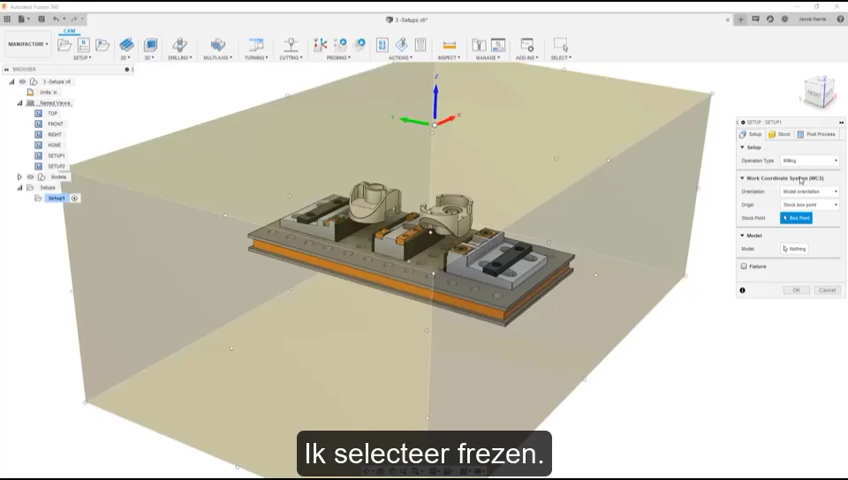 Autodesk Fusion 360
3 -Setups v6*
Jacob Harris
MANUFACTURE
CAM
SETUP
2D
3D
DRILLING
MULTI-AXIS
TURNING
CUTTING
PROBING
ACTIONS
INSPECT
MANAGE
ADD-INS
SELECT
BROWSER
3 -Setups v6
Units: in
Named Views
TOP
FRONT
RIGHT
HOME
SETUP1
SETUP2
Models
Setups
Setup1
Z
Y
X
FRONT
SETUP : SETUP1
Setup
Stock
Post Process
Setup
Operation Type
Milling
Work Coordinate System (WCS)
Orientation
Model orientation
Origin
Stock box point
Stock Point
Box Point
Model
Model
Nothing
Fixture
OK
Cancel
Ik selecteer frezen.